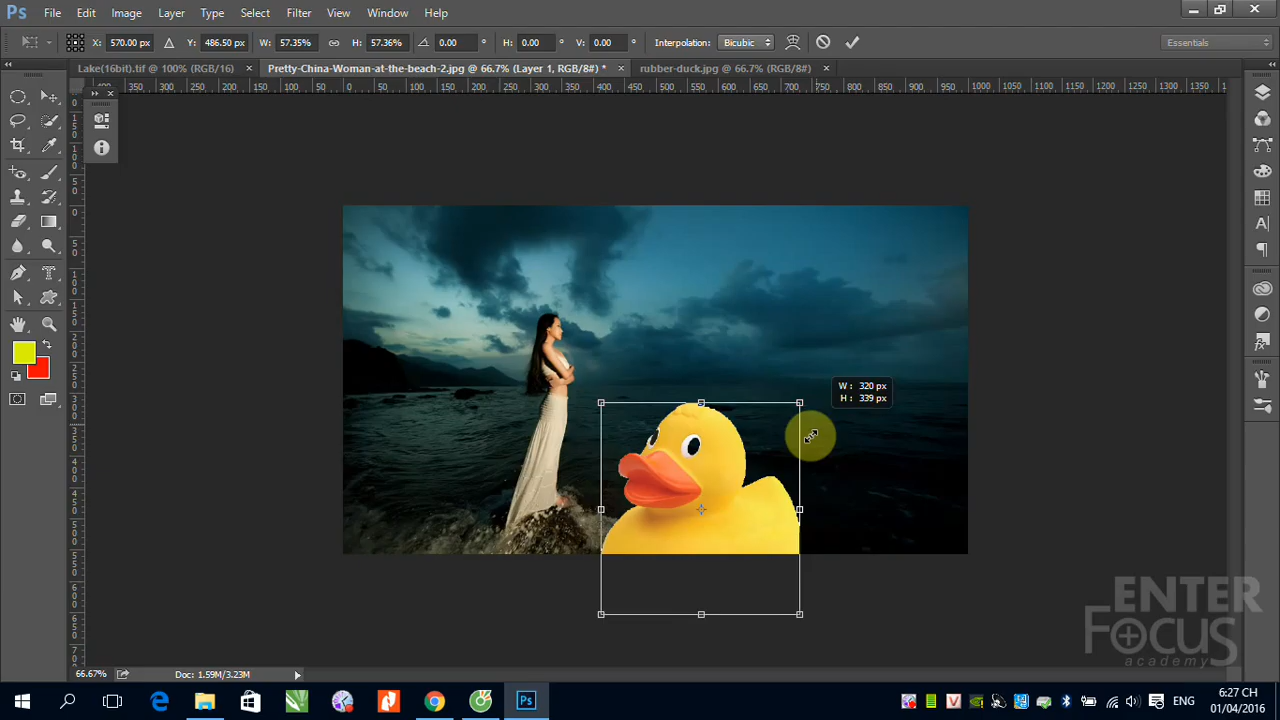 Ps File Edit Image Layer Type Select Filter View Window Help
X: 570.00 px Y: 486.50 px W: 57.35% H: 57.36% 0.00 ° H: 0.00 ° V: 0.00 ° Interpolation: Bicubic Essentials
Lake(16bit).tif @ 100% (RGB/16) × Pretty-China-Woman-at-the-beach-2.jpg @ 66.7% (Layer 1, RGB/8#) * × rubber-duck.jpg @ 66.7% (RGB/8#) ×
400 350 300 250 200 150 100 50 0 50 100 150 200 250 300 350 400 450 500 550 600 650 700 750 800 850 900 950 1000 1050 1100 1150 1200 1250 1300 1350
W: 320 px
H: 339 px
ENTER
FOCUS
academy
66.67% Doc: 1.59M/3.23M
Ps ENG 6:27 CH
01/04/2016